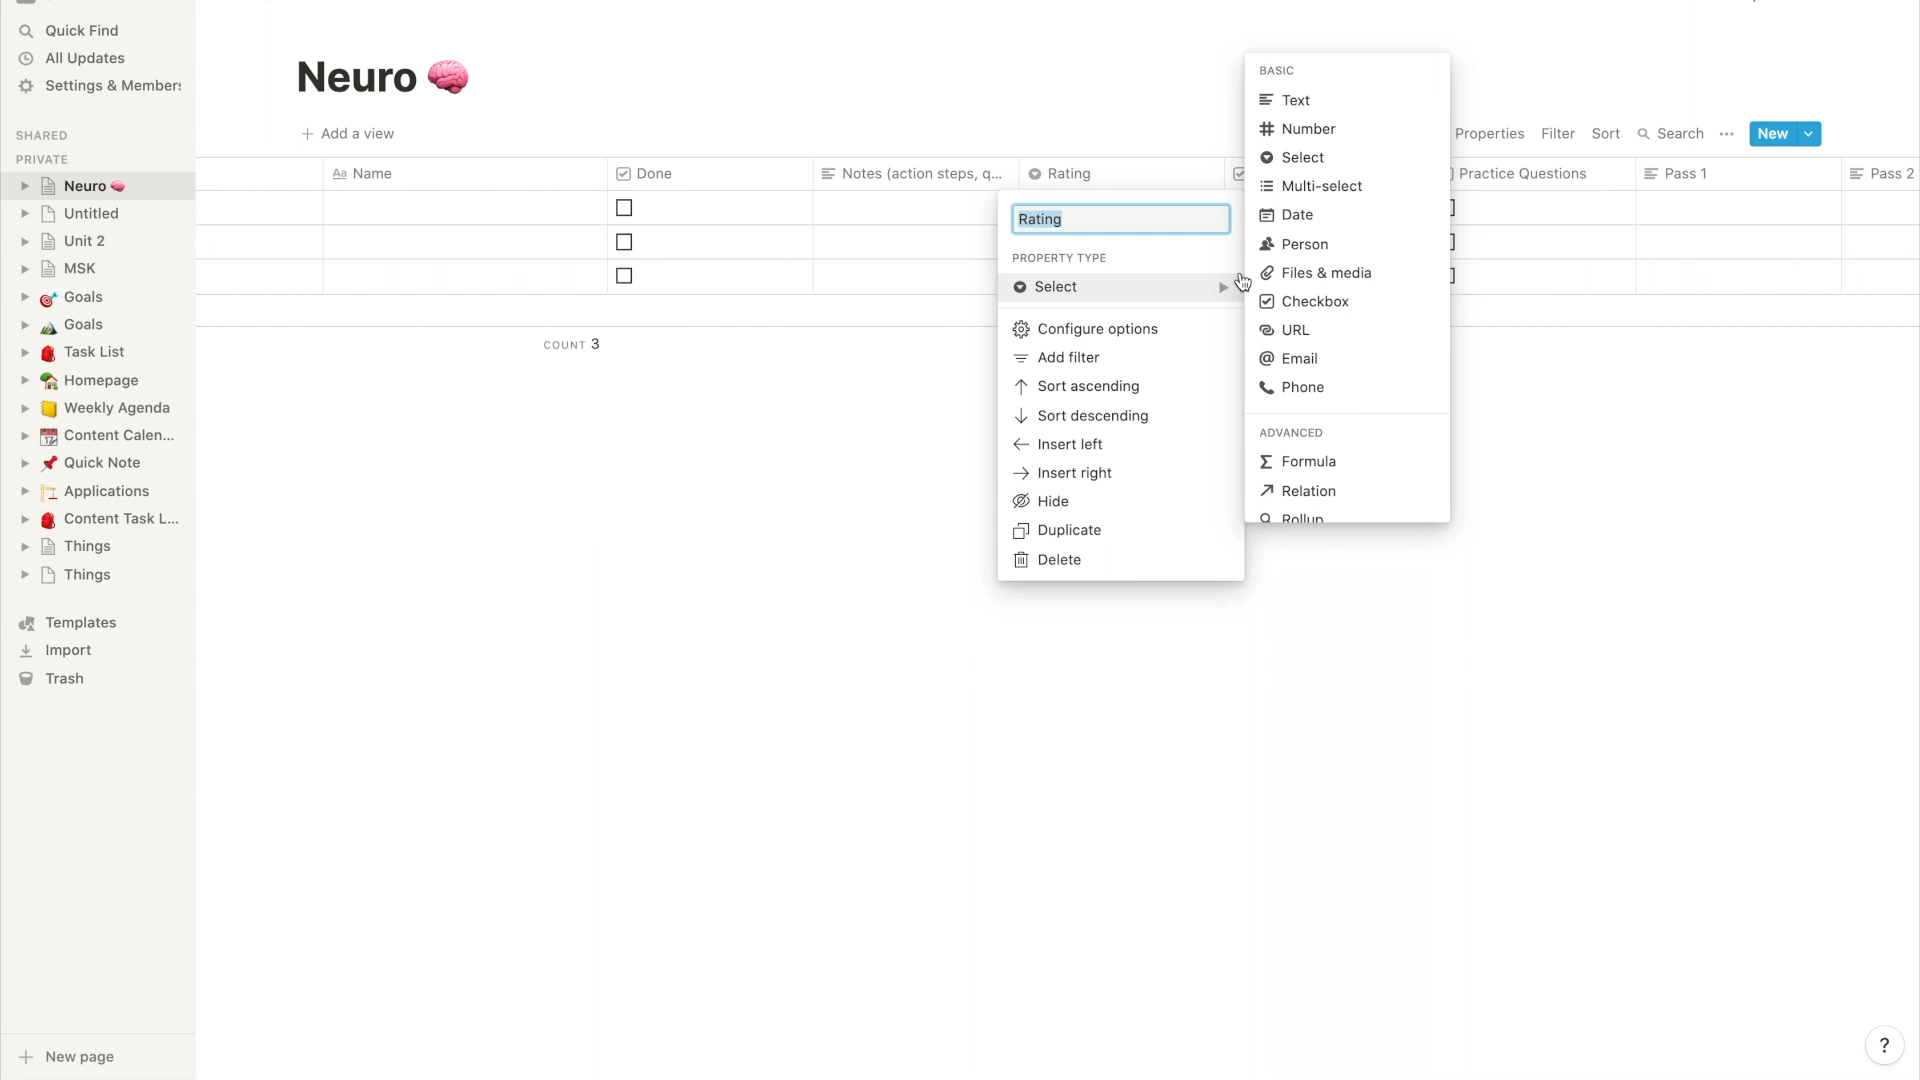 Quick Find
All Updates
Settings & Members
SHARED
PRIVATE
Neuro
Untitled
Unit 2
MSK
Goals
Goals
Task List
Homepage
Weekly Agenda
Content Calen...
Quick Note
Applications
Content Task L...
Things
Things
Templates
Import
Trash
New page
Neuro
Add a view
Properties Filter Sort Search New
Aa Name Done Notes (action steps, q... Rating Practice Questions Pass 1 Pass 2
COUNT 3
Rating
PROPERTY TYPE
Select
Configure options
Add filter
Sort ascending
Sort descending
Insert left
Insert right
Hide
Duplicate
Delete
BASIC
Text
Number
Select
Multi-select
Date
Person
Files & media
Checkbox
URL
Email
Phone
ADVANCED
Formula
Relation
Rollup
?